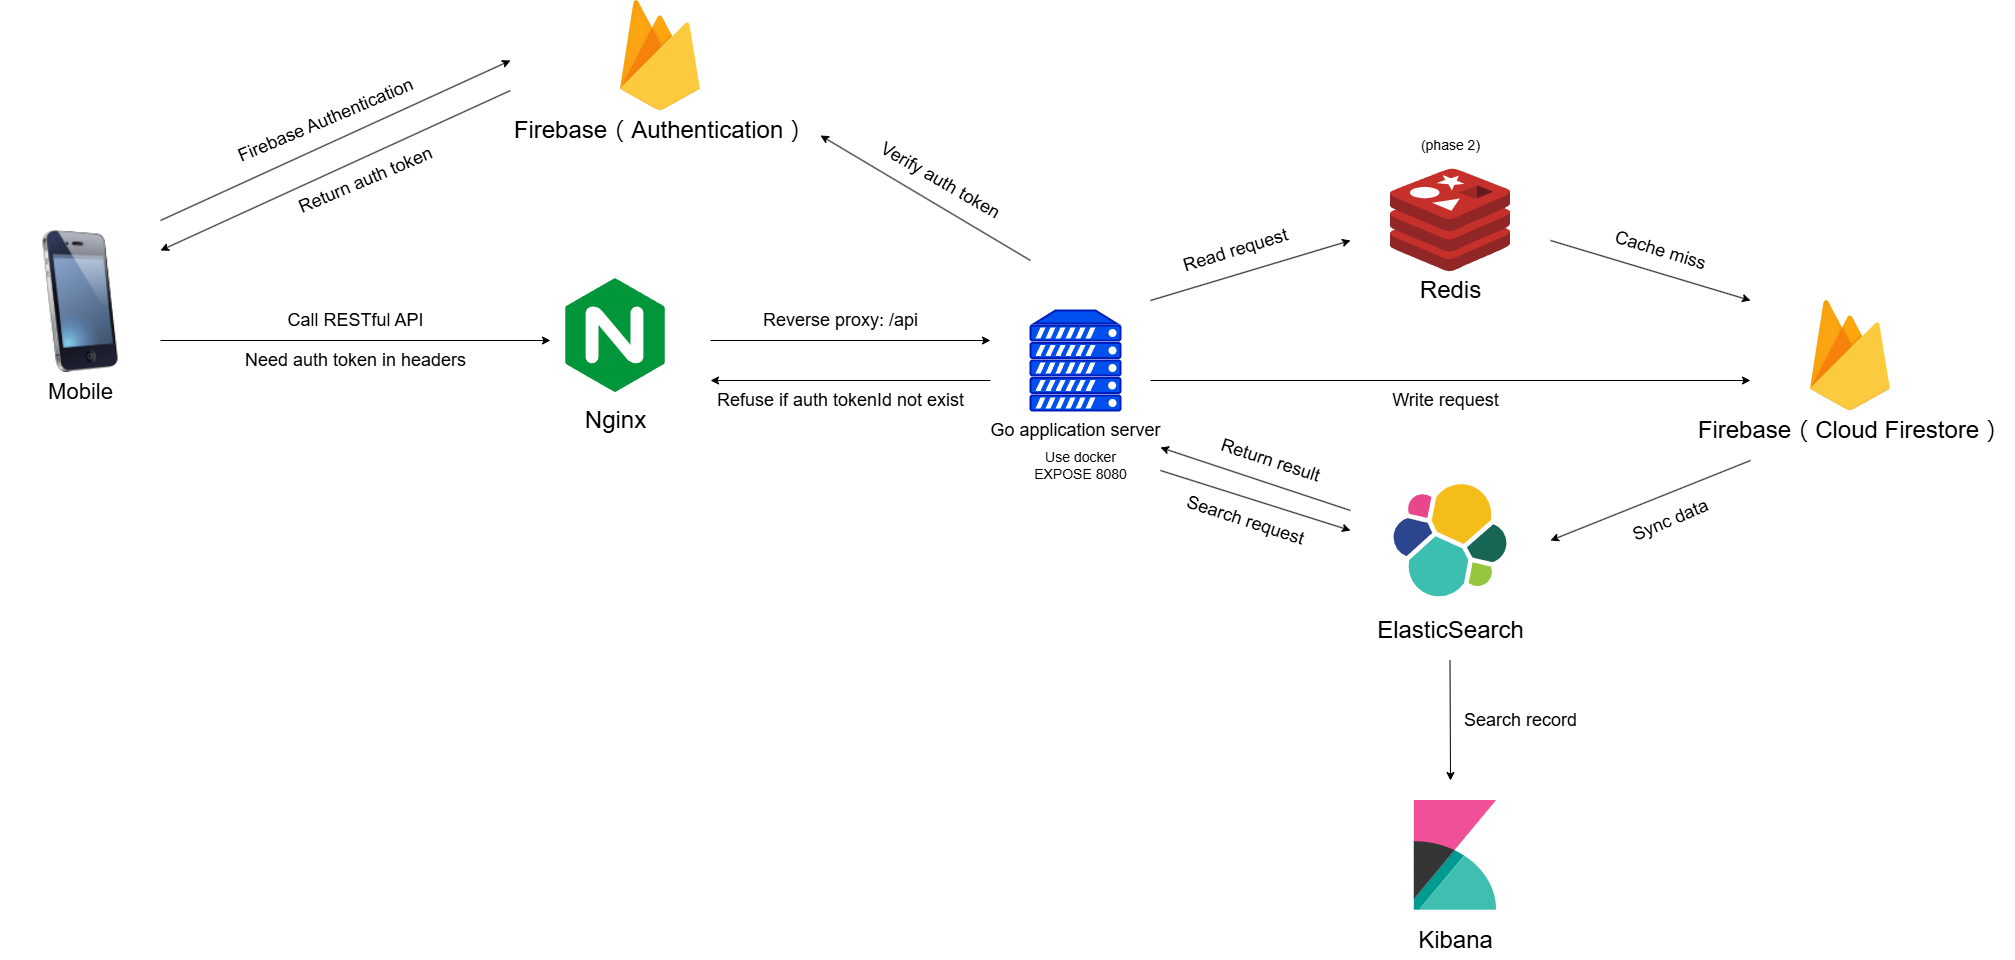 Firebase Authentication
Return auth token
Firebase（Authentication）
Verify auth token
(phase 2)
Redis
Read request
Cache miss
Mobile
Call RESTful API
Need auth token in headers
Nginx
Reverse proxy: /api
Refuse if auth tokenId not exist
Go application server
Use docker
EXPOSE 8080
Write request
Firebase（Cloud Firestore）
Return result
Search request
Sync data
ElasticSearch
Search record
Kibana